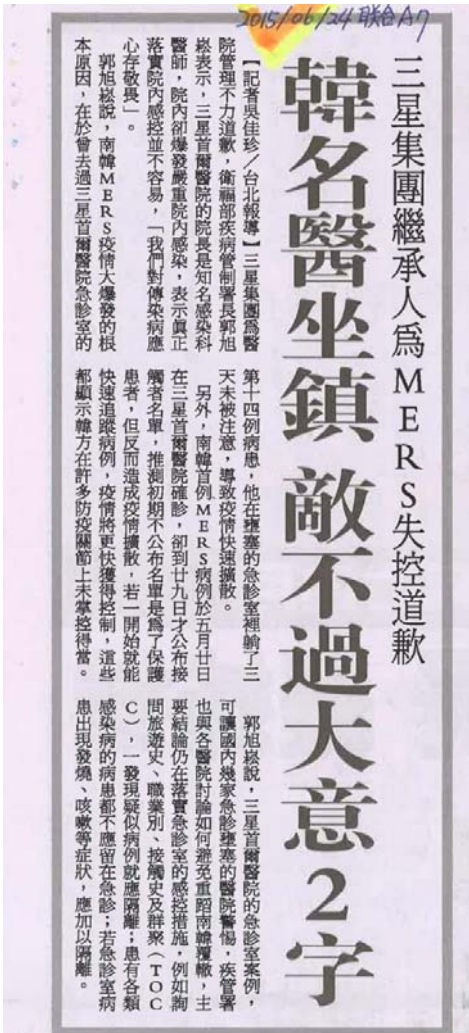 2015/06/24 联合A7
三星集團繼承人爲MERS失控道歉
韓名醫坐鎮 敵不過大意2字
【記者吳佳珍／台北報導】三星集團爲醫
院管理不力道歉，衛福部疾病管制署長郭旭
崧表示，三星首爾醫院的院長是知名感染科
醫師，院內卻爆發嚴重院內感染，表示眞正
落實院內感控並不容易，「我們對傳染病應
心存敬畏」。
郭旭崧說，南韓MERS疫情大爆發的根
本原因，在於曾去過三星首爾醫院急診室的
第十四例病患，他在壅塞的急診室裡躺了三
天未被注意，導致疫情快速擴散。
另外，南韓首例MERS病例於五月廿日
在三星首爾醫院確診，卻到廿九日才公布接
觸者名單，推測初期不公布名單是爲了保護
患者，但反而造成疫情擴散，若一開始就能
快速追蹤病例，疫情將更快獲得控制，這些
都顯示韓方在許多防疫關節上未掌控得當。
郭旭崧說，三星首爾醫院的急診室案例，
可讓國內幾家急診壅塞的醫院警惕，疾管署
也與各醫院討論如何避免重蹈南韓覆轍，主
要結論仍在落實急診室的感控措施，例如詢
問旅遊史、職業別、接觸史及群聚（TOC
C），一發現疑似病例就應隔離；患有各類
感染病的病患都不應留在急診；若急診室病
患出現發燒、咳嗽等症狀，應加以隔離。